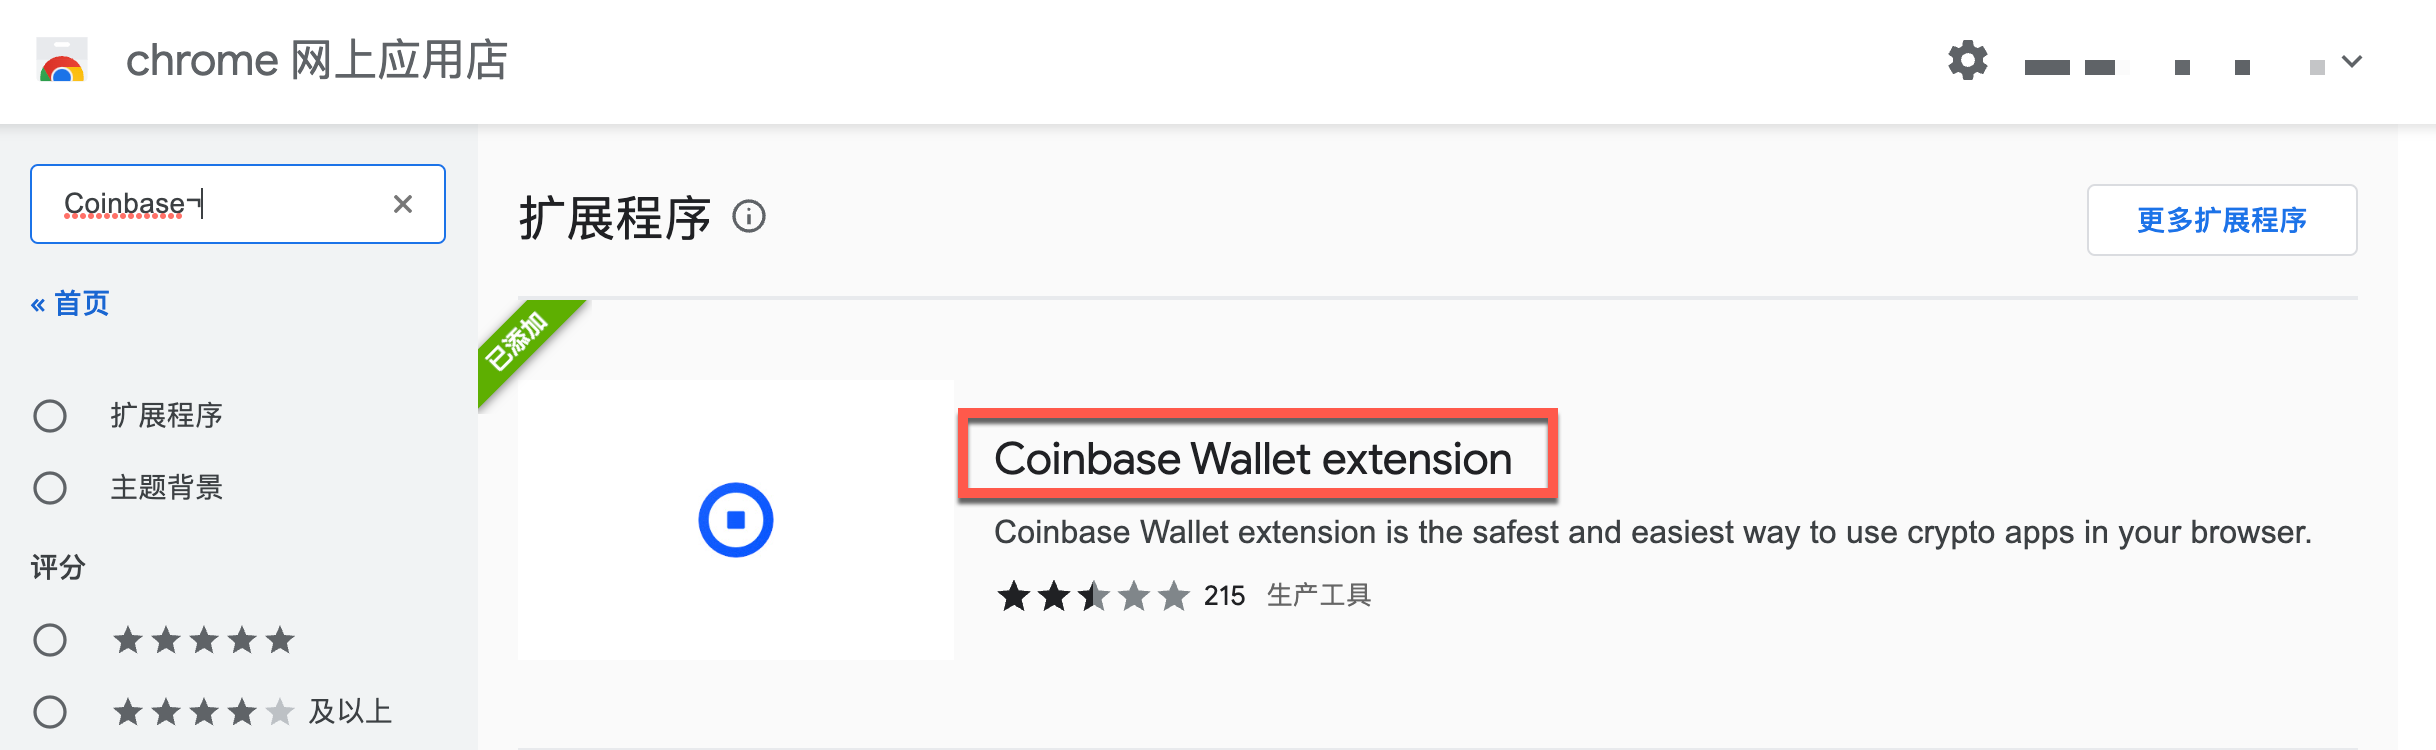 chrome 网上应用店
Coinbase¬
« 首页
扩展程序
主题背景
评分
及以上
扩展程序
更多扩展程序
已添加
Coinbase Wallet extension
Coinbase Wallet extension is the safest and easiest way to use crypto apps in your browser.
215 生产工具